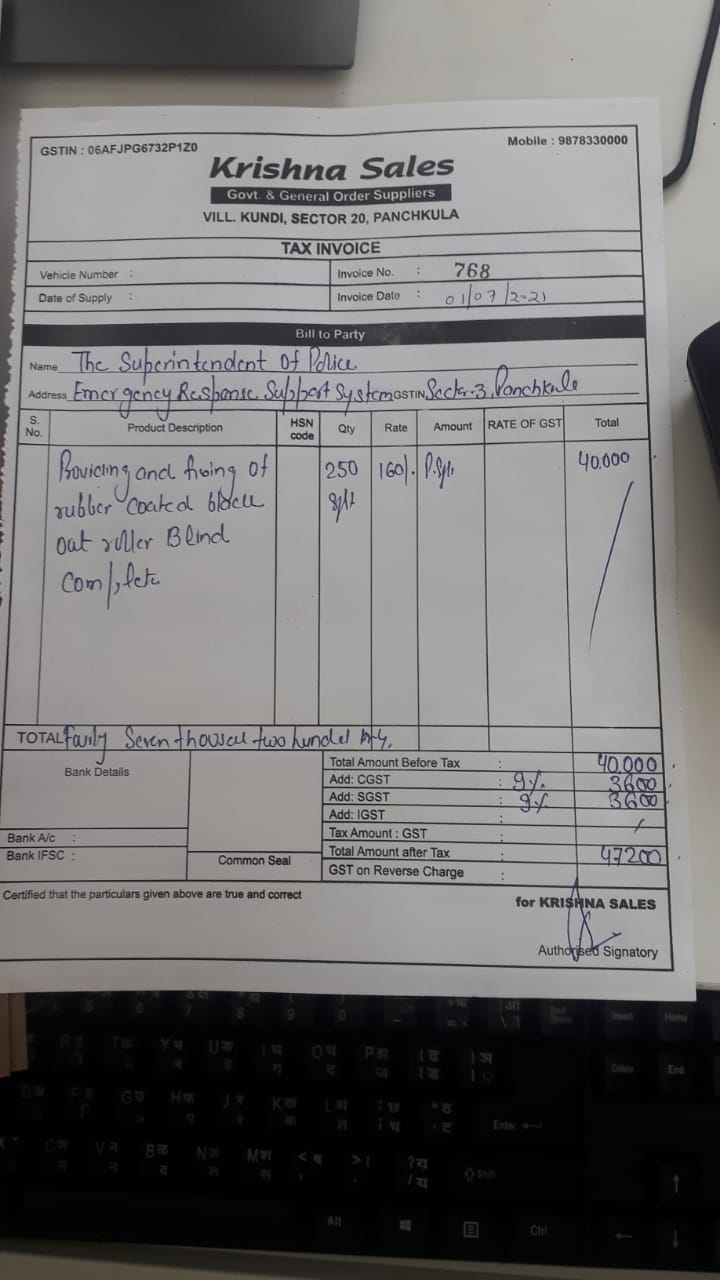 GSTIN : 06AFJPG6732P1Z0 Mobile : 9878330000
Krishna Sales
Govt. & General Order Suppliers
VILL. KUNDI, SECTOR 20, PANCHKULA
TAX INVOICE
Vehicle Number : Invoice No. : 768
Date of Supply : Invoice Date : 01/07/2021
Bill to Party
Name The Superintendent of Police
Address Emergency Response Support System GSTIN Sector-3, Panchkula
S. No. Product Description HSN code Qty Rate Amount RATE OF GST Total
Providing and fixing of 250 160/. 40,000
rubber coated black
out roller Blind
Complete
TOTAL Seven thousand two hundred
Bank Details Total Amount Before Tax : 40,000
Add: CGST : 9% 3600
Add: SGST : 9% 3600
Add: IGST :
Bank A/c : Tax Amount : GST :
Bank IFSC : Common Seal Total Amount after Tax : 47200
GST on Reverse Charge :
Certified that the particulars given above are true and correct
for KRISHNA SALES
Authorised Signatory
Insert Home
Delete End
Enter
Shift
Alt Ctrl